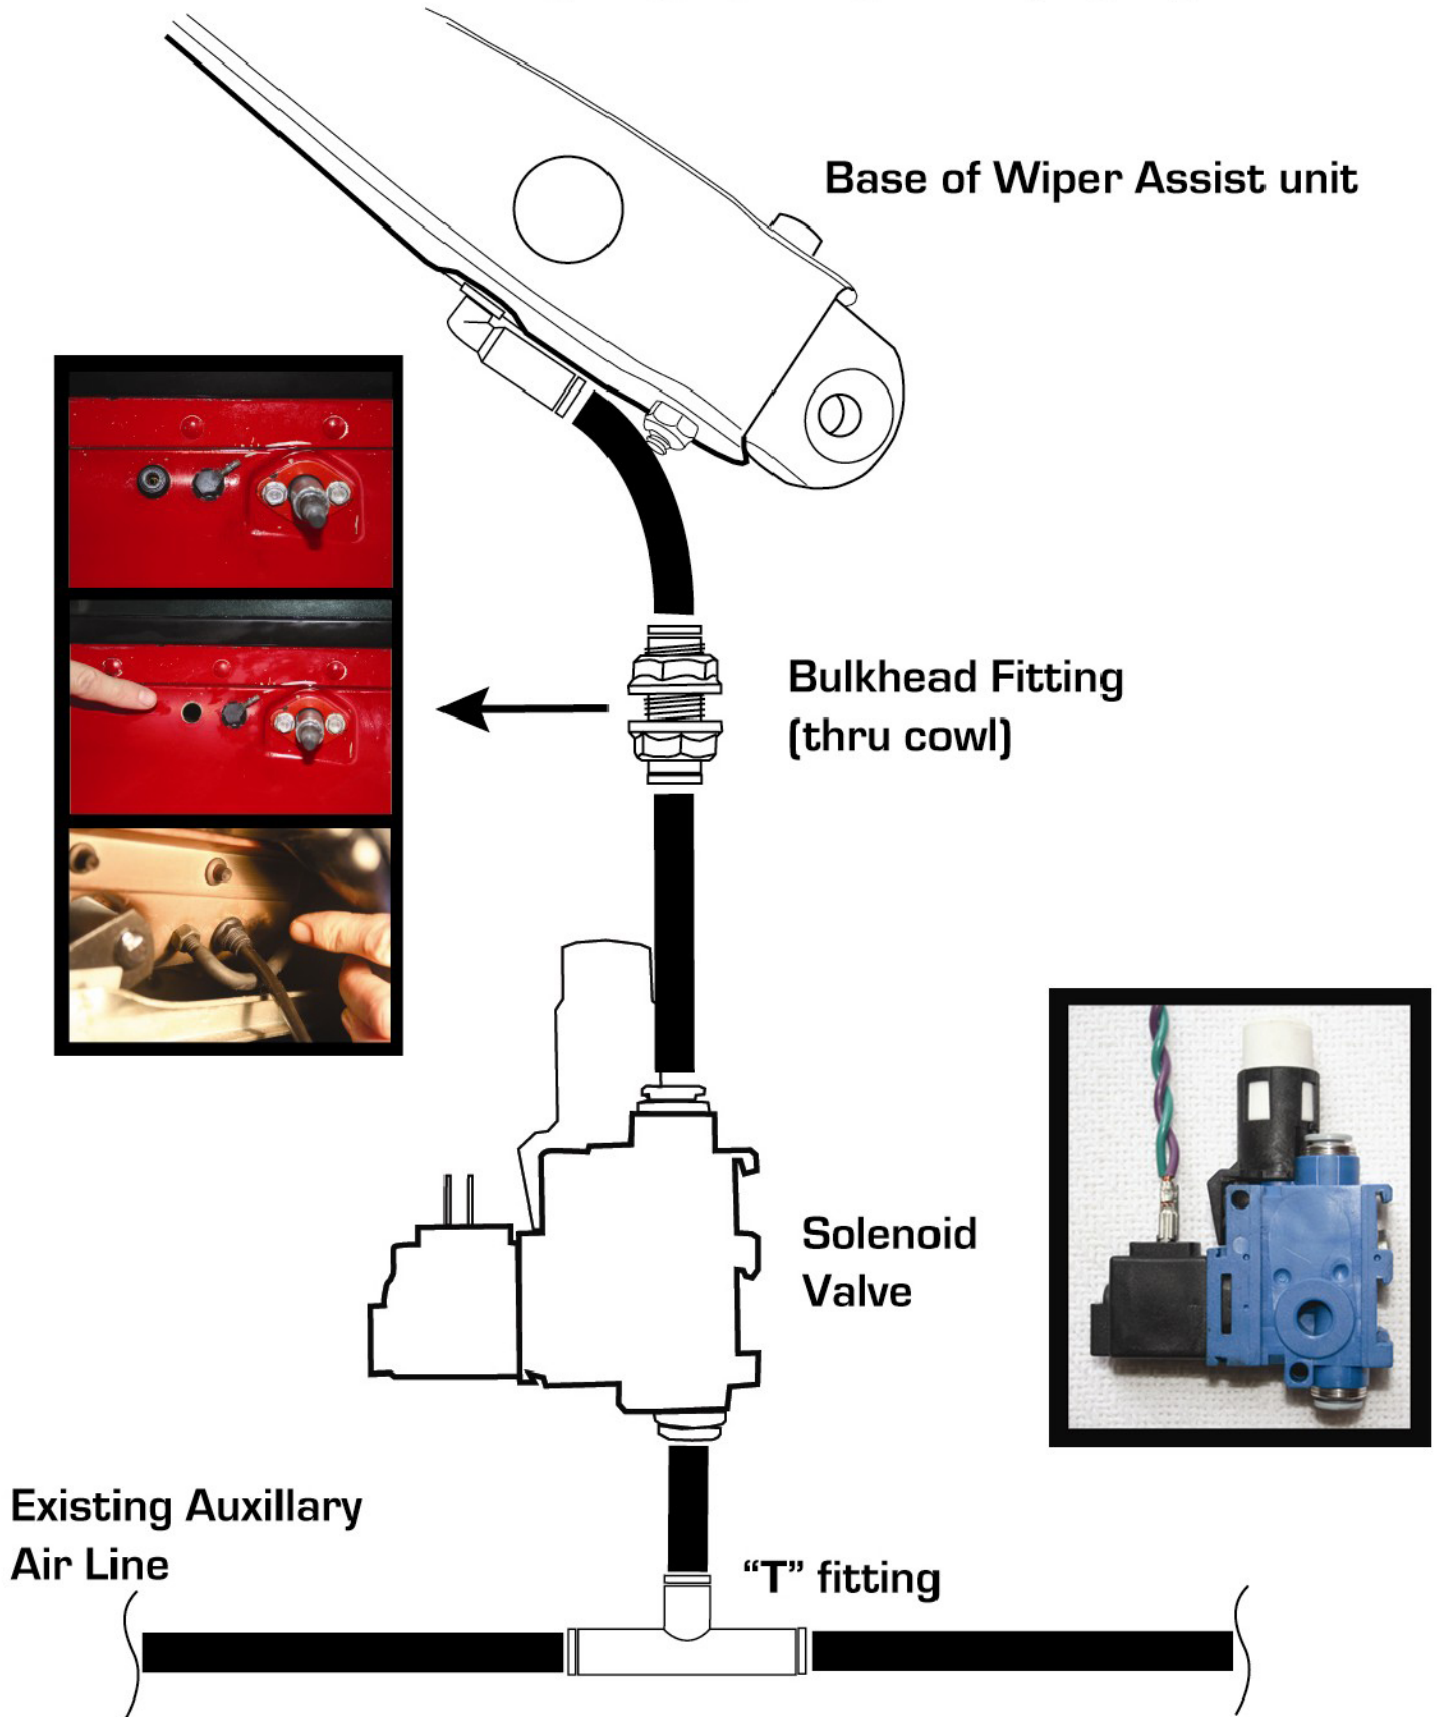 Base of Wiper Assist unit
Bulkhead Fitting
(thru cowl)
Solenoid
Valve
Existing Auxillary
Air Line
“T” fitting